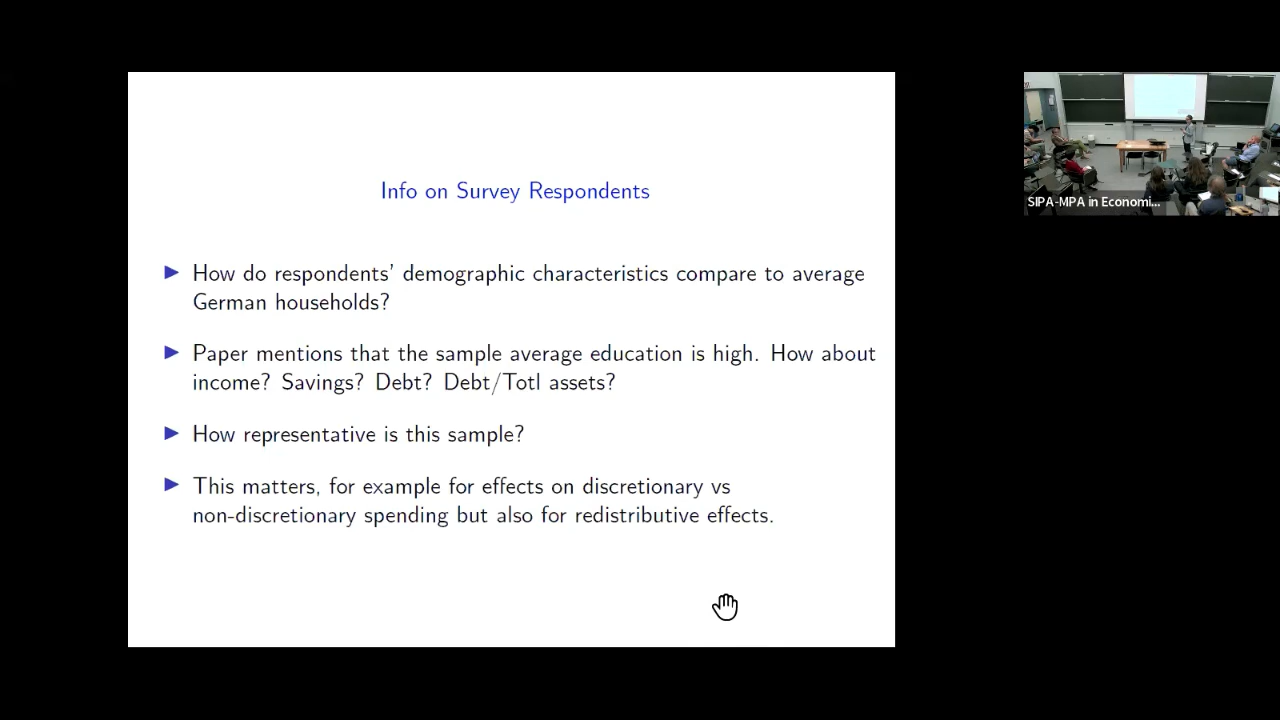 Info on Survey Respondents
How do respondents' demographic characteristics compare to average
German households?
Paper mentions that the sample average education is high. How about
income? Savings? Debt? Debt/Totl assets?
How representative is this sample?
This matters, for example for effects on discretionary vs
non-discretionary spending but also for redistributive effects.
SIPA-MPA in Economi...